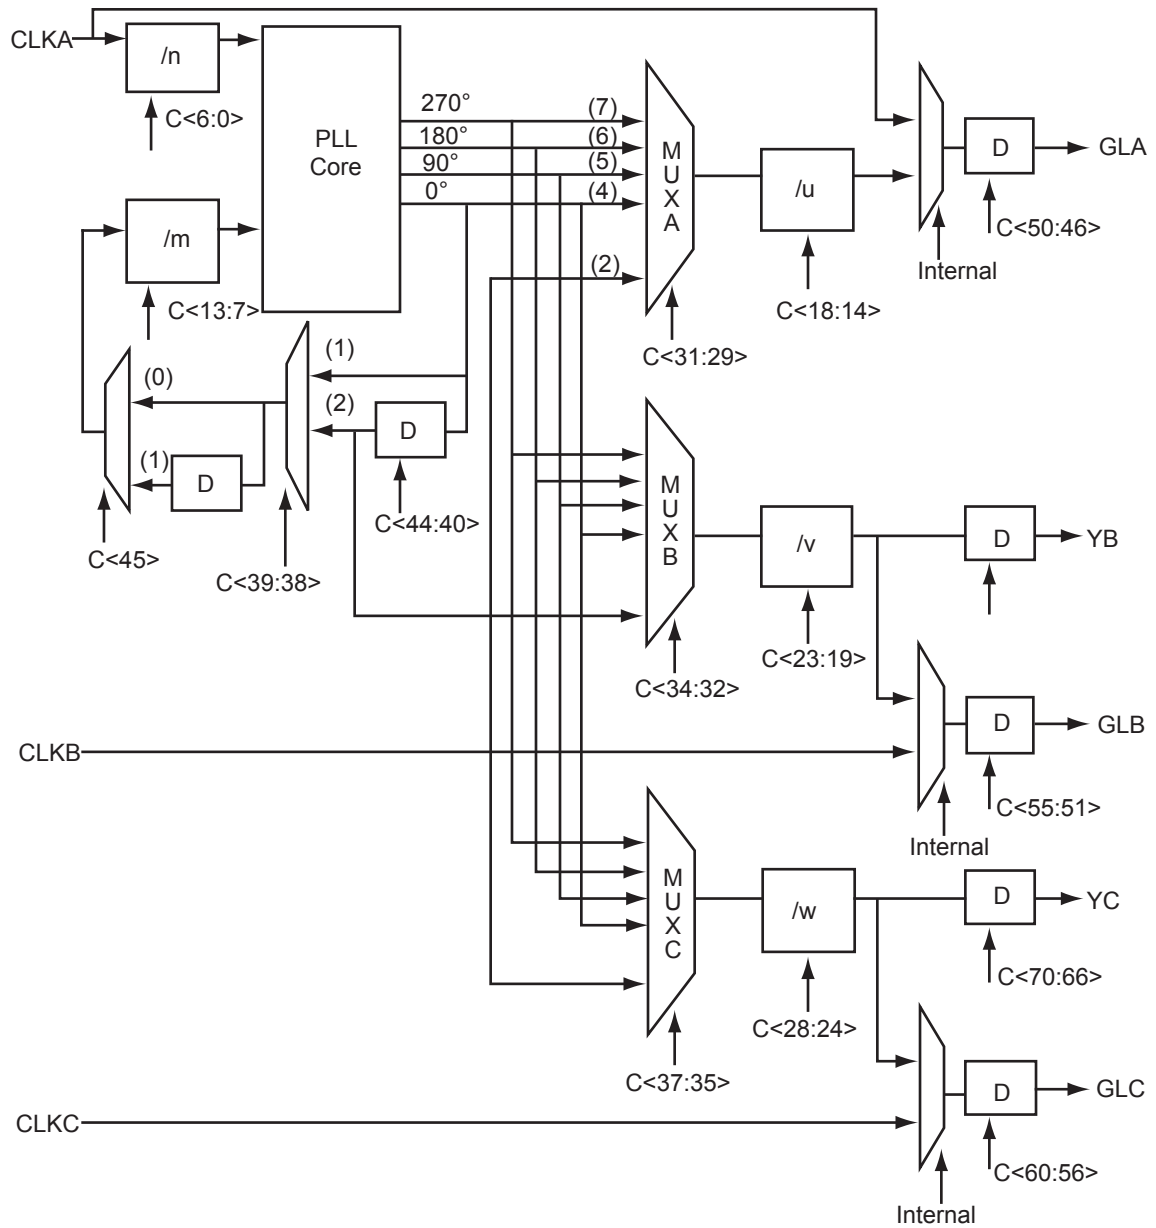 CLKA
/n
C<6:0>
PLL
Core
270°
180°
90°
0°
(7)
(6)
(5)
(4)
(2)
M
U
X
A
C<31:29>
/u
C<18:14>
D
GLA
C<50:46>
Internal
/m
C<13:7>
(0)
(1)
D
C<45>
(1)
(2)
C<39:38>
D
C<44:40>
M
U
X
B
C<34:32>
/v
C<23:19>
D
YB
D
GLB
C<55:51>
Internal
CLKB
M
U
X
C
C<37:35>
/w
C<28:24>
D
YC
C<70:66>
D
GLC
C<60:56>
Internal
CLKC